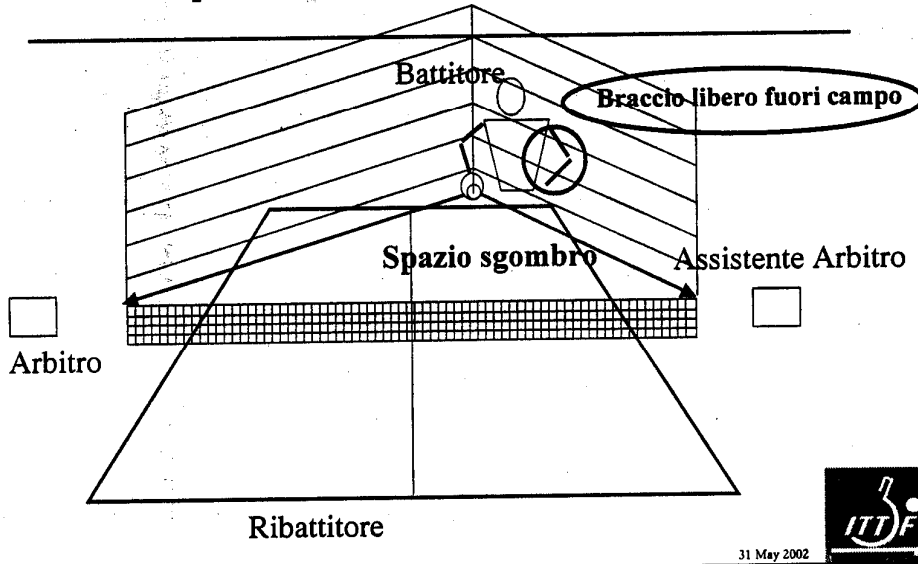 Battitore
Braccio libero fuori campo
Spazio sgombro
Assistente Arbitro
Arbitro
Ribattitore
ITTF
31 May 2002